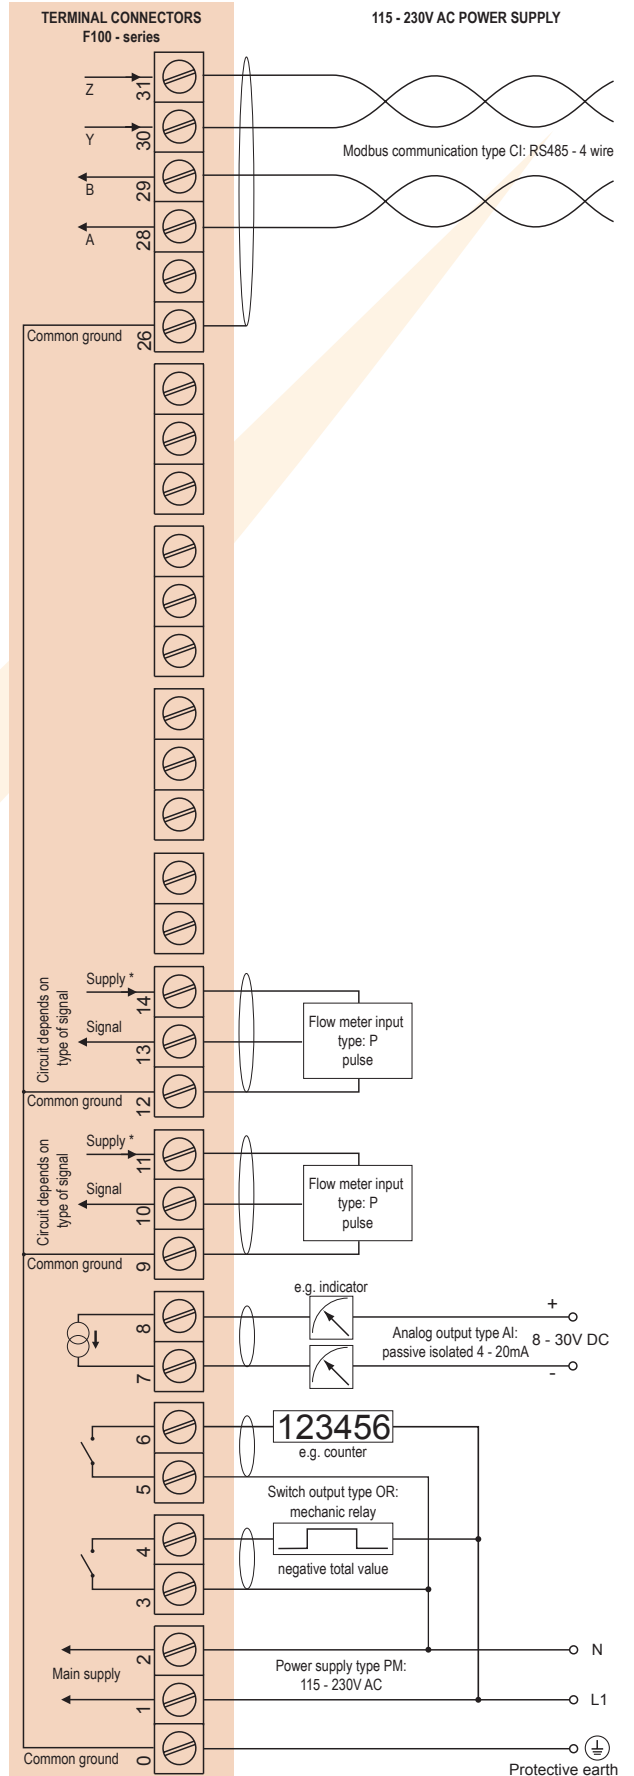 TERMINAL CONNECTORS
F100 - series
115 - 230V AC POWER SUPPLY
Z
31
Y
30
Modbus communication type CI: RS485 - 4 wire
B
29
A
28
Common ground
26
Circuit depends on
type of signal
Supply *
14
Signal
13
Flow meter input
type: P
pulse
Common ground
12
Circuit depends on
type of signal
Supply *
11
Signal
10
Flow meter input
type: P
pulse
Common ground
9
e.g. indicator
8
+
Analog output type AI:
passive isolated 4 - 20mA
8 - 30V DC
7
-
6
123456
e.g. counter
5
Switch output type OR:
mechanic relay
4
negative total value
3
2
N
Main supply
Power supply type PM:
115 - 230V AC
1
L1
Common ground
0
Protective earth